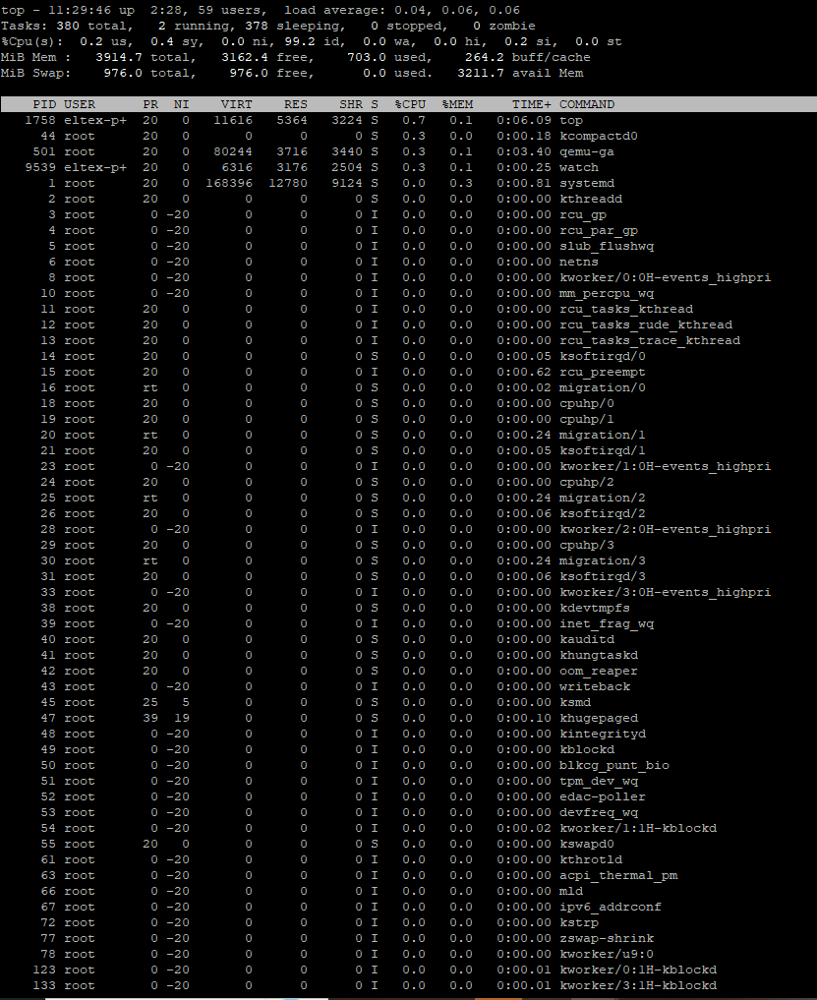 top - 11:29:46 up  2:28, 59 users,  load average: 0.04, 0.06, 0.06
Tasks: 380 total,   2 running, 378 sleeping,   0 stopped,   0 zombie
%Cpu(s):  0.2 us,  0.4 sy,  0.0 ni, 99.2 id,  0.0 wa,  0.0 hi,  0.2 si,  0.0 st
MiB Mem :   3914.7 total,   3162.4 free,    703.0 used,    264.2 buff/cache
MiB Swap:    976.0 total,    976.0 free,      0.0 used.   3211.7 avail Mem
PID USER      PR  NI    VIRT    RES    SHR S  %CPU  %MEM     TIME+ COMMAND
1758 eltex-p+  20   0   11616   5364   3224 S   0.7   0.1   0:06.09 top
44 root      20   0       0      0      0 S   0.3   0.0   0:00.18 kcompactd0
501 root      20   0   80244   3716   3440 S   0.3   0.1   0:03.40 qemu-ga
9539 eltex-p+  20   0    6316   3176   2504 S   0.3   0.1   0:00.25 watch
1 root      20   0  168396  12780   9124 S   0.0   0.3   0:00.81 systemd
2 root      20   0       0      0      0 S   0.0   0.0   0:00.00 kthreadd
3 root       0 -20       0      0      0 I   0.0   0.0   0:00.00 rcu_gp
4 root       0 -20       0      0      0 I   0.0   0.0   0:00.00 rcu_par_gp
5 root       0 -20       0      0      0 I   0.0   0.0   0:00.00 slub_flushwq
6 root       0 -20       0      0      0 I   0.0   0.0   0:00.00 netns
8 root       0 -20       0      0      0 I   0.0   0.0   0:00.00 kworker/0:0H-events_highpri
10 root       0 -20       0      0      0 I   0.0   0.0   0:00.00 mm_percpu_wq
11 root      20   0       0      0      0 I   0.0   0.0   0:00.00 rcu_tasks_kthread
12 root      20   0       0      0      0 I   0.0   0.0   0:00.00 rcu_tasks_rude_kthread
13 root      20   0       0      0      0 I   0.0   0.0   0:00.00 rcu_tasks_trace_kthread
14 root      20   0       0      0      0 S   0.0   0.0   0:00.05 ksoftirqd/0
15 root      20   0       0      0      0 I   0.0   0.0   0:00.62 rcu_preempt
16 root      rt   0       0      0      0 S   0.0   0.0   0:00.02 migration/0
18 root      20   0       0      0      0 S   0.0   0.0   0:00.00 cpuhp/0
19 root      20   0       0      0      0 S   0.0   0.0   0:00.00 cpuhp/1
20 root      rt   0       0      0      0 S   0.0   0.0   0:00.24 migration/1
21 root      20   0       0      0      0 S   0.0   0.0   0:00.05 ksoftirqd/1
23 root       0 -20       0      0      0 I   0.0   0.0   0:00.00 kworker/1:0H-events_highpri
24 root      20   0       0      0      0 S   0.0   0.0   0:00.00 cpuhp/2
25 root      rt   0       0      0      0 S   0.0   0.0   0:00.24 migration/2
26 root      20   0       0      0      0 S   0.0   0.0   0:00.06 ksoftirqd/2
28 root       0 -20       0      0      0 I   0.0   0.0   0:00.00 kworker/2:0H-events_highpri
29 root      20   0       0      0      0 S   0.0   0.0   0:00.00 cpuhp/3
30 root      rt   0       0      0      0 S   0.0   0.0   0:00.24 migration/3
31 root      20   0       0      0      0 S   0.0   0.0   0:00.06 ksoftirqd/3
33 root       0 -20       0      0      0 I   0.0   0.0   0:00.00 kworker/3:0H-events_highpri
38 root      20   0       0      0      0 S   0.0   0.0   0:00.00 kdevtmpfs
39 root       0 -20       0      0      0 I   0.0   0.0   0:00.00 inet_frag_wq
40 root      20   0       0      0      0 S   0.0   0.0   0:00.00 kauditd
41 root      20   0       0      0      0 S   0.0   0.0   0:00.00 khungtaskd
42 root      20   0       0      0      0 S   0.0   0.0   0:00.00 oom_reaper
43 root       0 -20       0      0      0 I   0.0   0.0   0:00.00 writeback
45 root      25   5       0      0      0 S   0.0   0.0   0:00.00 ksmd
47 root      39  19       0      0      0 S   0.0   0.0   0:00.10 khugepaged
48 root       0 -20       0      0      0 I   0.0   0.0   0:00.00 kintegrityd
49 root       0 -20       0      0      0 I   0.0   0.0   0:00.00 kblockd
50 root       0 -20       0      0      0 I   0.0   0.0   0:00.00 blkcg_punt_bio
51 root       0 -20       0      0      0 I   0.0   0.0   0:00.00 tpm_dev_wq
52 root       0 -20       0      0      0 I   0.0   0.0   0:00.00 edac-poller
53 root       0 -20       0      0      0 I   0.0   0.0   0:00.00 devfreq_wq
54 root       0 -20       0      0      0 I   0.0   0.0   0:00.02 kworker/1:1H-kblockd
55 root      20   0       0      0      0 S   0.0   0.0   0:00.00 kswapd0
61 root       0 -20       0      0      0 I   0.0   0.0   0:00.00 kthrotld
63 root       0 -20       0      0      0 I   0.0   0.0   0:00.00 acpi_thermal_pm
66 root       0 -20       0      0      0 I   0.0   0.0   0:00.00 mld
67 root       0 -20       0      0      0 I   0.0   0.0   0:00.00 ipv6_addrconf
72 root       0 -20       0      0      0 I   0.0   0.0   0:00.00 kstrp
77 root       0 -20       0      0      0 I   0.0   0.0   0:00.00 zswap-shrink
78 root       0 -20       0      0      0 I   0.0   0.0   0:00.00 kworker/u9:0
123 root       0 -20       0      0      0 I   0.0   0.0   0:00.01 kworker/0:1H-kblockd
133 root       0 -20       0      0      0 I   0.0   0.0   0:00.01 kworker/3:1H-kblockd